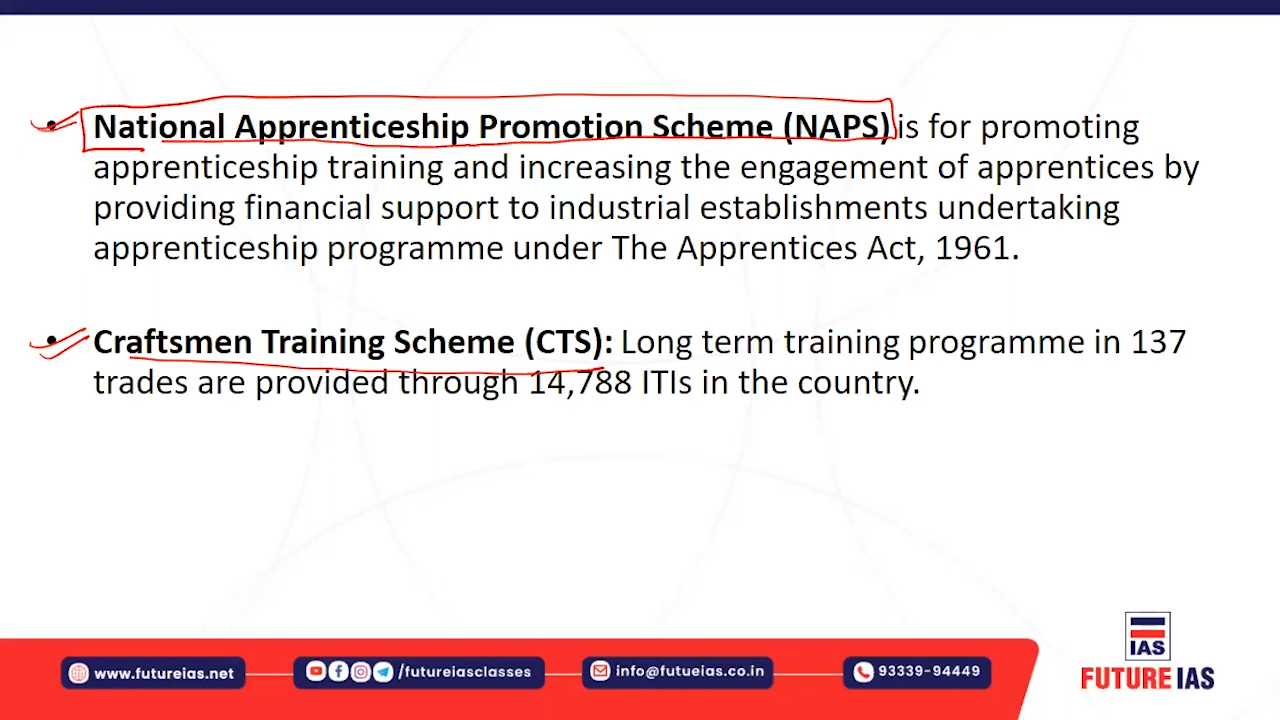 • National Apprenticeship Promotion Scheme (NAPS) is for promoting
apprenticeship training and increasing the engagement of apprentices by
providing financial support to industrial establishments undertaking
apprenticeship programme under The Apprentices Act, 1961.
• Craftsmen Training Scheme (CTS): Long term training programme in 137
trades are provided through 14,788 ITIs in the country.
www.futureias.net
/futureiasclasses
info@futueias.co.in
93339-94449
IAS
FUTURE IAS